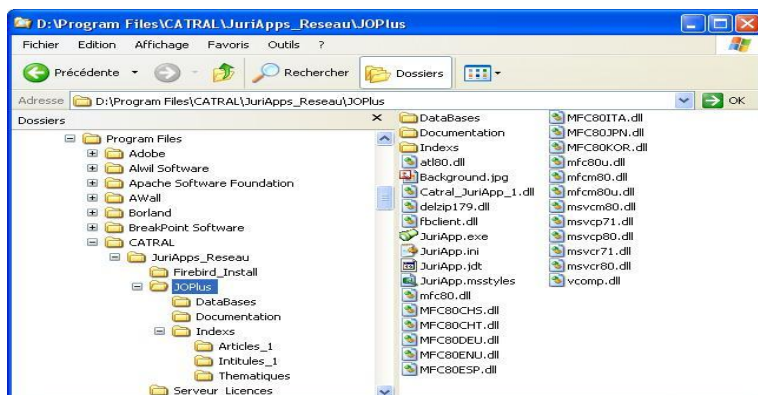 D:\Program Files\CATRAL\JuriApps_Reseau\JOPlus
Fichier Edition Affichage Favoris Outils ?
Précédente Rechercher Dossiers
Adresse D:\Program Files\CATRAL\JuriApps_Reseau\JOPlus OK
Dossiers
Program Files
Adobe
Alwil Software
Apache Software Foundation
AWall
Borland
BreakPoint Software
CATRAL
JuriApps_Reseau
Firebird_Install
JOPlus
DataBases
Documentation
Indexs
Articles_1
Intitules_1
Thematiques
Serveur Licences
DataBases
Documentation
Indexs
atl80.dll
Background.jpg
Catral_JuriApp_1.dll
delzip179.dll
fbclient.dll
JuriApp.exe
JuriApp.ini
JuriApp.jdt
JuriApp.msstyles
mfc80.dll
MFC80CHS.dll
MFC80CHT.dll
MFC80DEU.dll
MFC80ENU.dll
MFC80ESP.dll
MFC80ITA.dll
MFC80JPN.dll
MFC80KOR.dll
mfc80u.dll
mfcm80.dll
mfcm80u.dll
msvcm80.dll
msvcp71.dll
msvcp80.dll
msvcr71.dll
msvcr80.dll
vcomp.dll